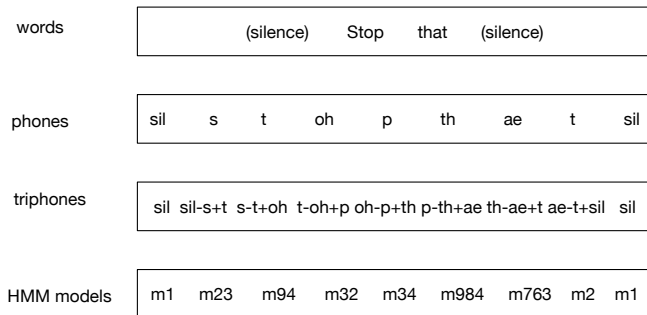 words (silence) Stop that (silence)
phones sil s t oh p th ae t sil
triphones sil sil-s+t s-t+oh t-oh+p oh-p+th p-th+ae th-ae+t ae-t+sil sil
HMM models m1 m23 m94 m32 m34 m984 m763 m2 m1